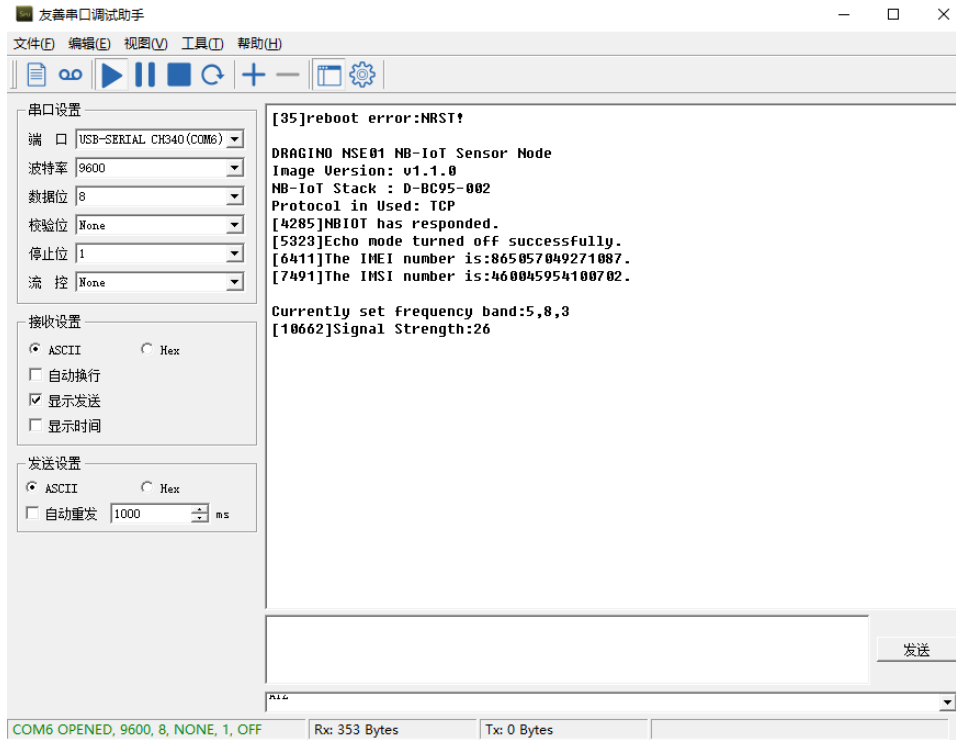 友善串口调试助手
文件(F) 编辑(E) 视图(V) 工具(T) 帮助(H)
串口设置
端 口 USB-SERIAL CH340(COM6)
波特率 9600
数据位 8
校验位 None
停止位 1
流 控 None
接收设置
ASCII Hex
自动换行
显示发送
显示时间
发送设置
ASCII Hex
自动重发 1000 ms
[35]reboot error:NRST!
DRAGINO NSE01 NB-IoT Sensor Node
Image Version: v1.1.0
NB-IoT Stack : D-BC95-002
Protocol in Used: TCP
[4285]NBIOT has responded.
[5323]Echo mode turned off successfully.
[6411]The IMEI number is:865057049271087.
[7491]The IMSI number is:460045954100702.
Currently set frequency band:5,8,3
[10662]Signal Strength:26
发送
COM6 OPENED, 9600, 8, NONE, 1, OFF
Rx: 353 Bytes
Tx: 0 Bytes